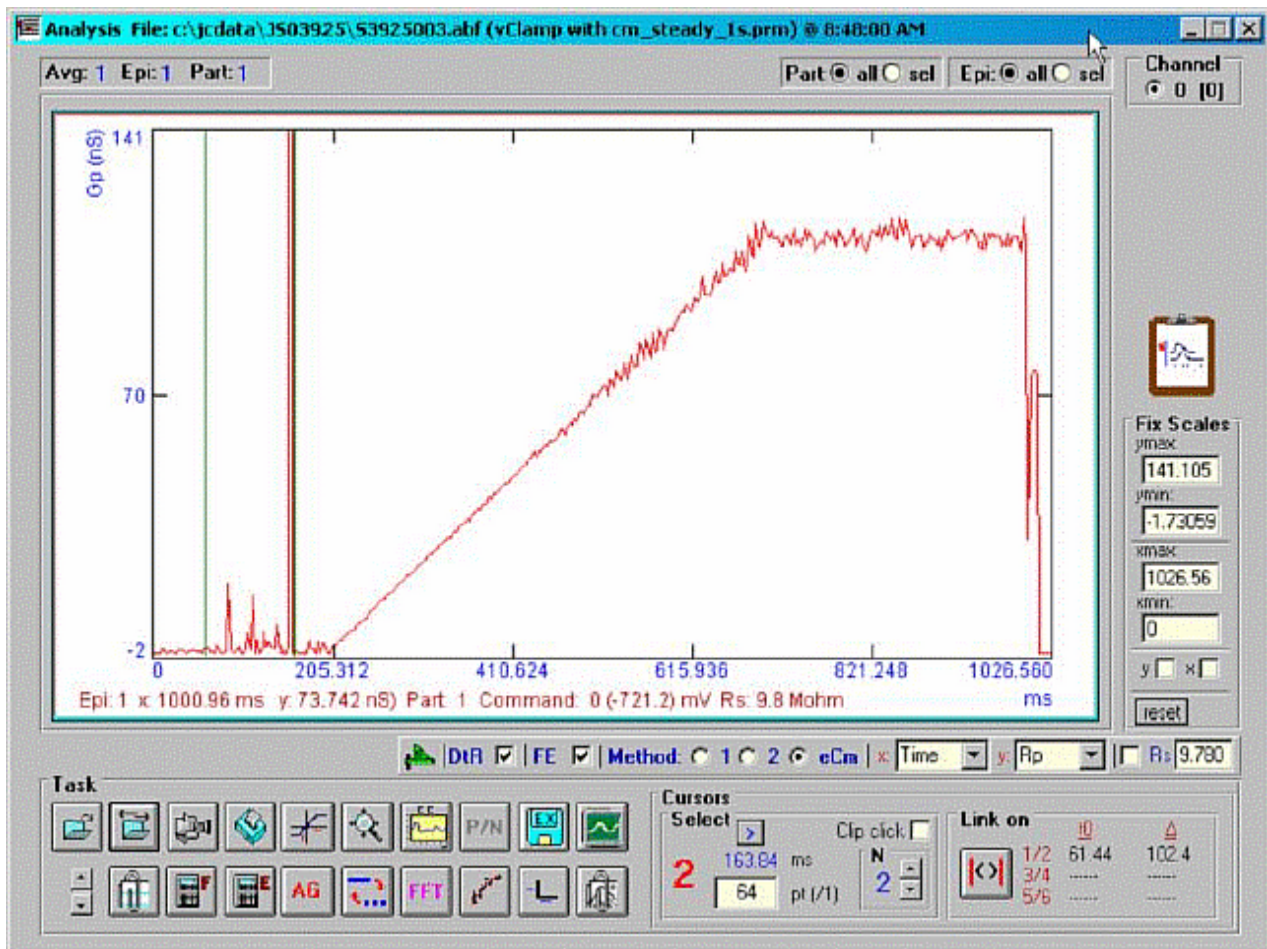 Analysis File: c:\jcdata\JS03925\S3925003.abf (vClamp with cm_steady_1s.prm) @ 8:48:00 AM
Avg: 1 Epi: 1 Part: 1
Part: all sel Epi: all sel
Channel
0 [0]
141
Gp (nS)
70
-2
0 205.312 410.624 615.936 821.248 1026.560
ms
Epi: 1 x: 1000.96 ms y: 73.742 nS) Part: 1 Command: 0 (-721.2) mV Rs: 9.8 Mohm
Fix Scales
ymax:
141.105
ymin:
-1.73059
xmax:
1026.56
xmin:
0
y x
reset
DtR FE Method: 1 2 eCm x: Time y: Rp Rs 9.780
Task
P/N EX
F E AG FFT
Cursors
Select > Clip click
2 163.84 ms N
64 pt (/1) 2
Link on t0 Δ
1/2 61.44 102.4
3/4 ...... ......
5/6 ...... ......